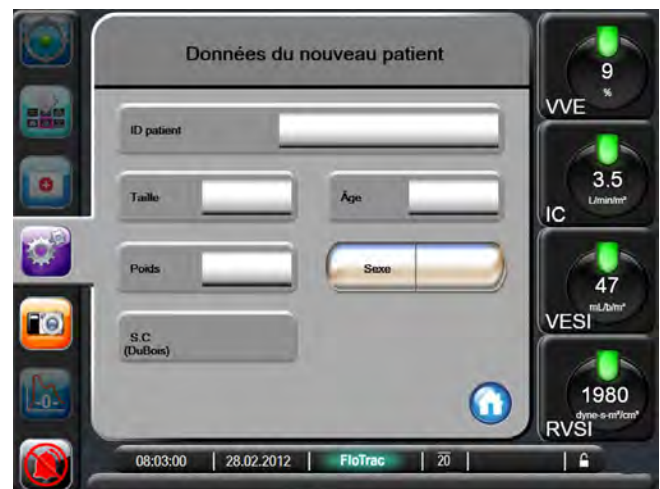 Données du nouveau patient
ID patient
Taille
Âge
Poids
Sexe
S.C
(DuBois)
9
%
VVE
3.5
L/min/m²
IC
47
mL/b/m²
VESI
1980
dyne-s-m²/cm⁵
RVSI
-0-
08:03:00 | 28.02.2012 | FloTrac | 20 |